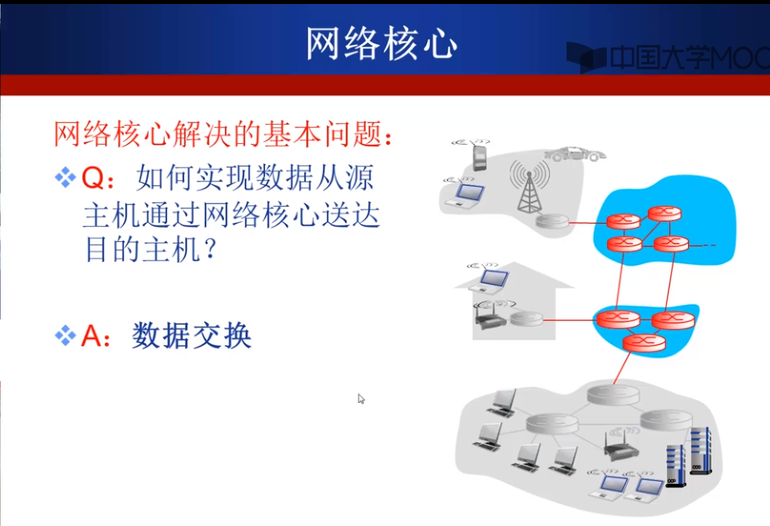 网络核心
中国大学MOO
网络核心解决的基本问题：
Q：如何实现数据从源
主机通过网络核心送达
目的主机？
A：数据交换